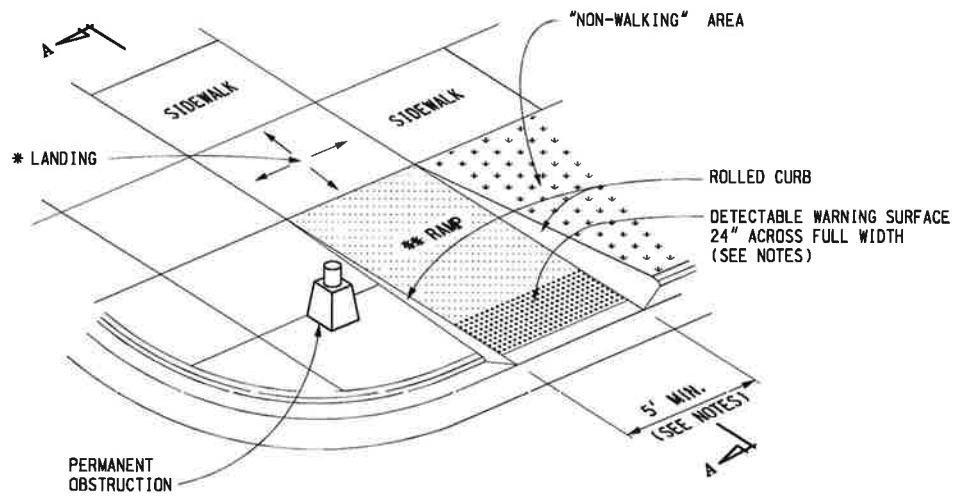 "NON-WALKING" AREA
A
SIDEWALK
SIDEWALK
* LANDING
ROLLED CURB
** RAMP
DETECTABLE WARNING SURFACE
24" ACROSS FULL WIDTH
(SEE NOTES)
5' MIN.
(SEE NOTES)
A
PERMANENT
OBSTRUCTION